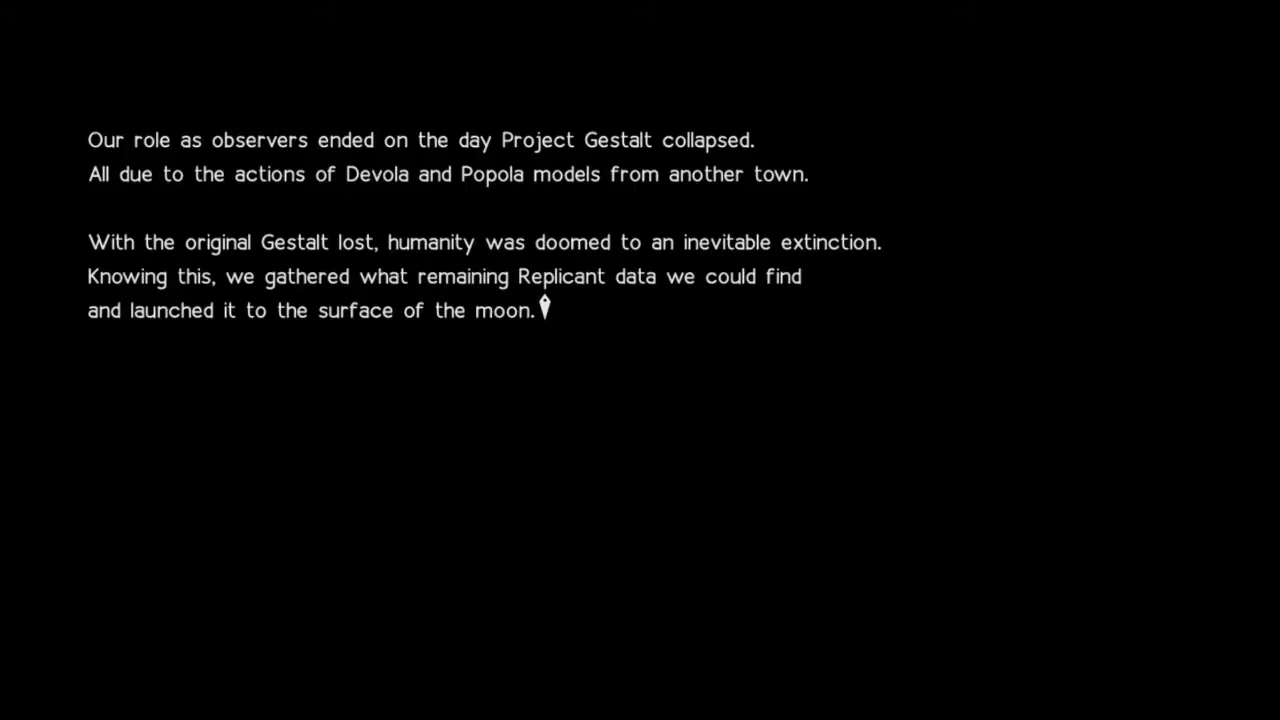 Our role as observers ended on the day Project Gestalt collapsed.
All due to the actions of Devola and Popola models from another town.
With the original Gestalt lost, humanity was doomed to an inevitable extinction.
Knowing this, we gathered what remaining Replicant data we could find
and launched it to the surface of the moon.